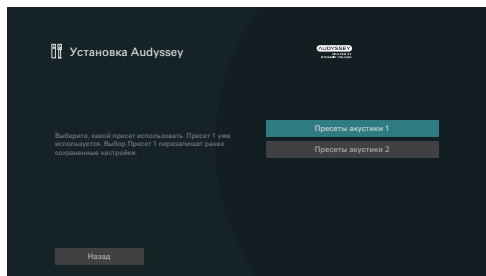 Установка Audyssey
AUDYSSEY
Выберите, какой пресет использовать. Пресет 1 уже
используется. Выбор Пресет 1 перезапишет ранее
сохраненные настройки.
Пресеты акустики 1
Пресеты акустики 2
Назад